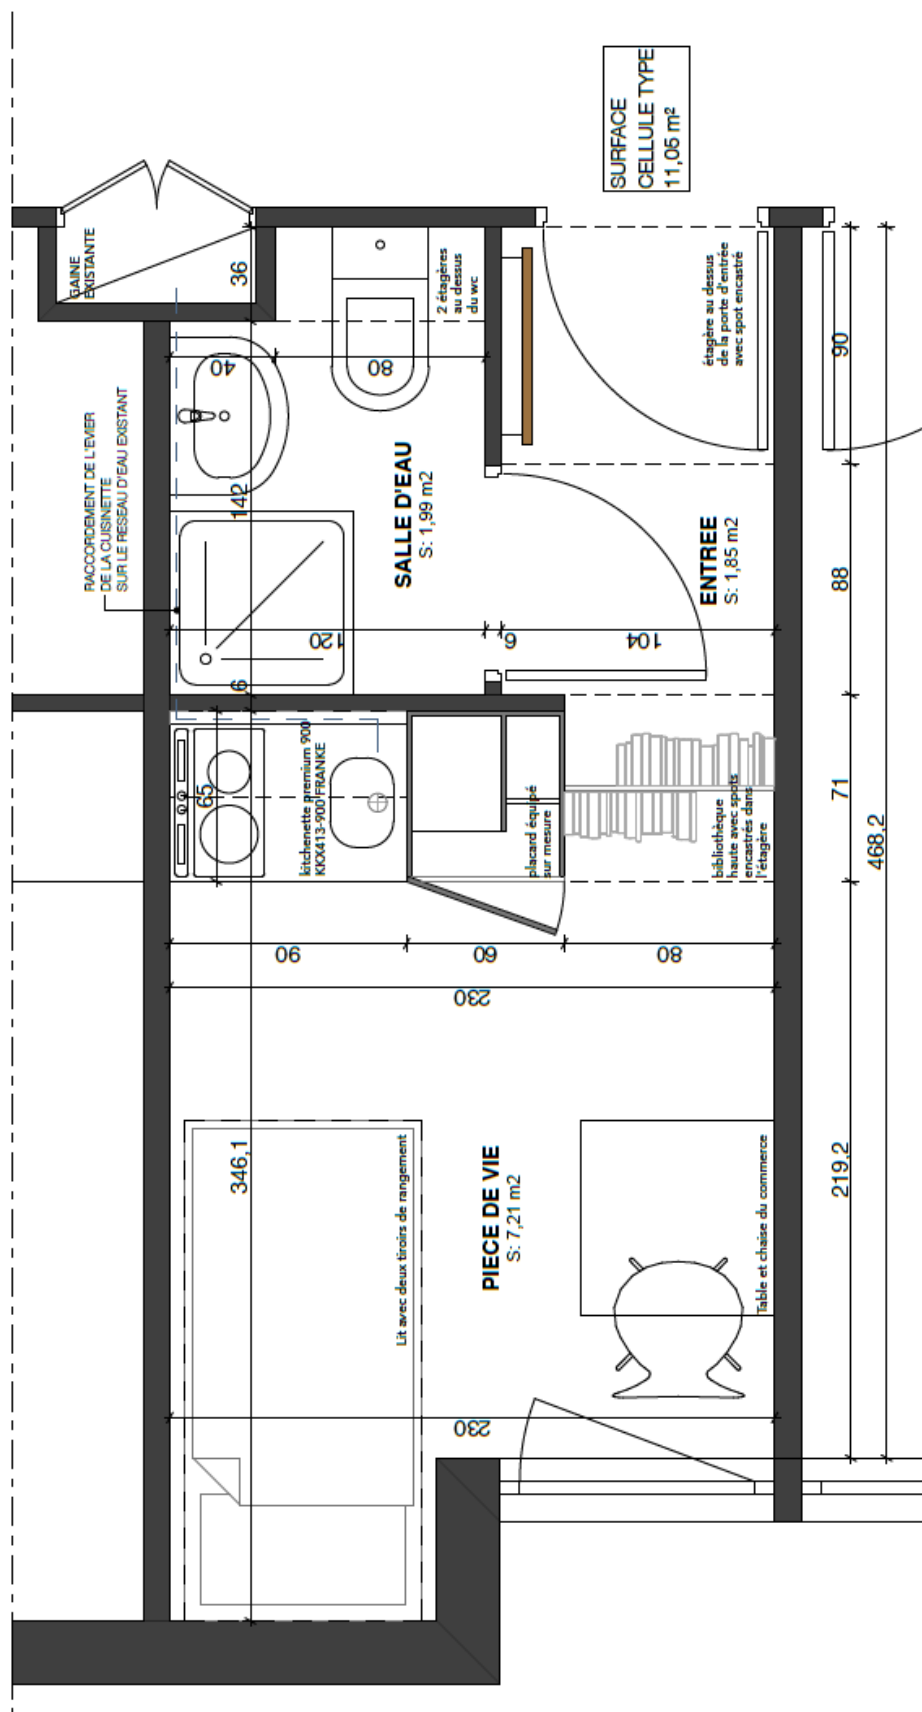 SURFACE
CELLULE TYPE
11,05 m²
GAINE
EXISTANTE
36
2 étagères
au dessus
du wc
étagère au dessus
de la porte d'entrée
avec spot encastré
90
40
80
RACCORDEMENT DE L'EVIER
DE LA CUISINETTE
SUR LE RESEAU D'EAU EXISTANT
142
SALLE D'EAU
S: 1,99 m2
ENTREE
S: 1,85 m2
88
120
6
104
6
65
kitchenette premium 900
KKX413-900 FRANKE
placard équipé
sur mesure
bibliothèque
haute avec spots
encastrés dans
l'étagère
71
468,2
90
60
80
230
346,1
Lit avec deux tiroirs de rangement
PIECE DE VIE
S: 7,21 m2
Table et chaise du commerce
219,2
230